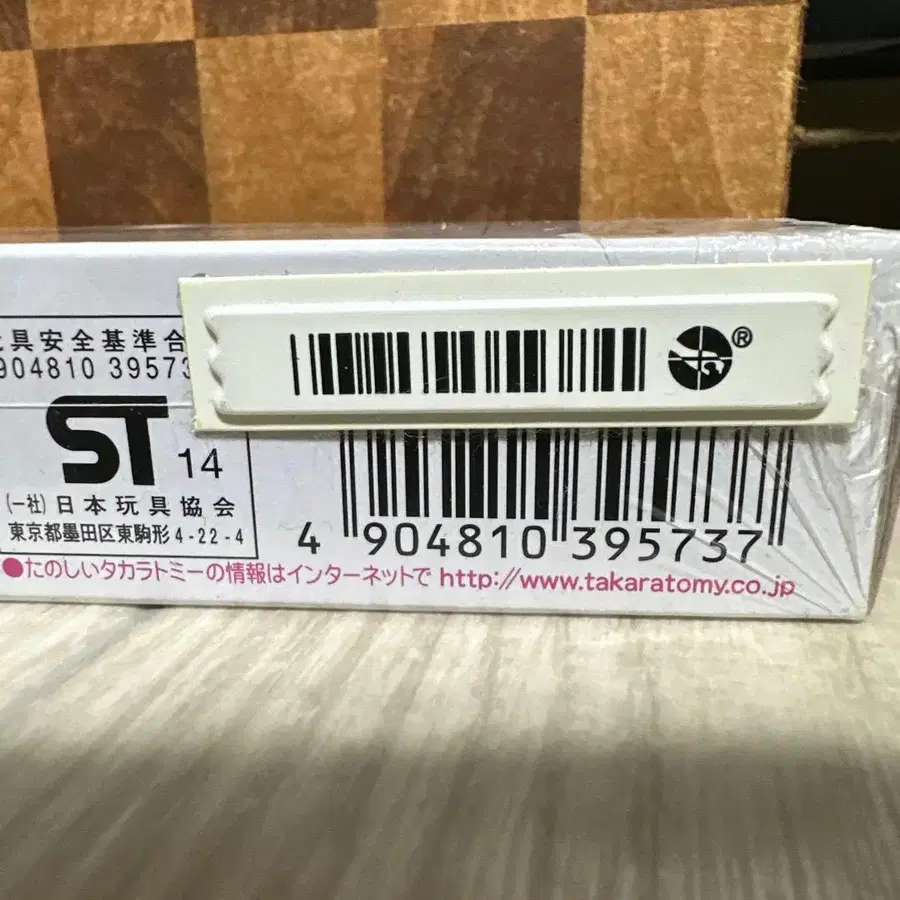 具安全基準合
904810 39573
ST 14
(一社)日本玩具協会
東京都墨田区東駒形4-22-4
®
4 904810 395737
●たのしいタカラトミーの情報はインターネットで http://www.takaratomy.co.jp